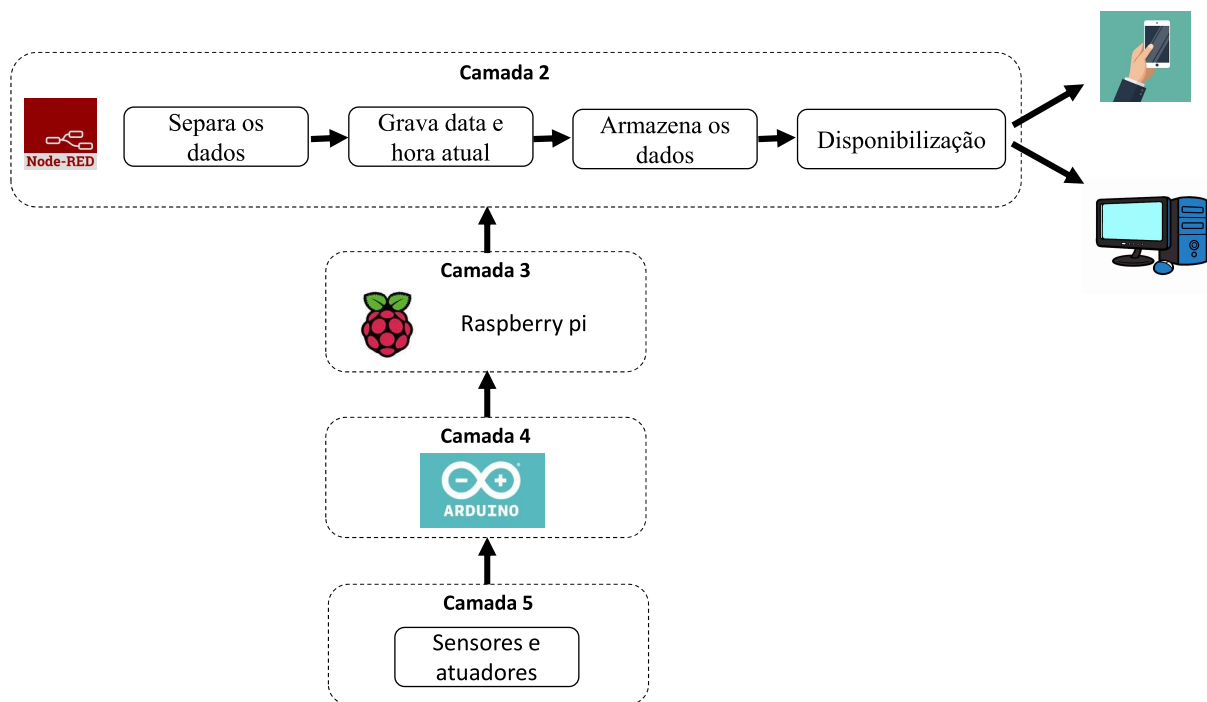 Camada 2
Node-RED
Separa os
dados
Grava data e
hora atual
Armazena os
dados
Disponibilização
Camada 3
Raspberry pi
Camada 4
ARDUINO
Camada 5
Sensores e
atuadores